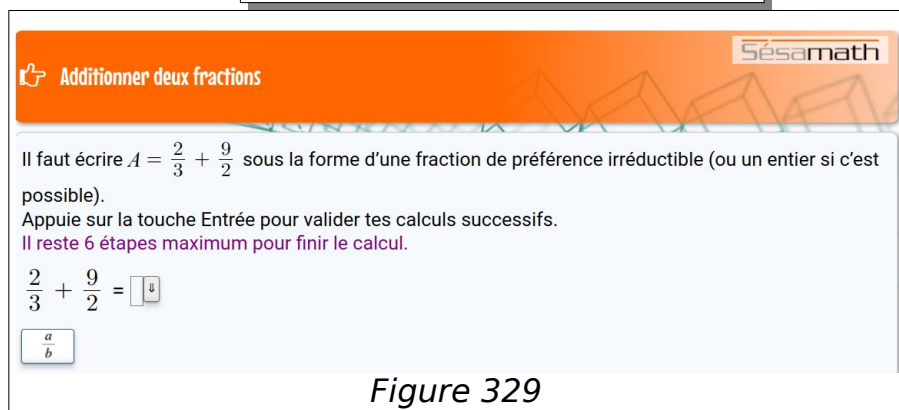 Sésamath
Additionner deux fractions
Il faut écrire A = 2/3 + 9/2 sous la forme d'une fraction de préférence irréductible (ou un entier si c'est
possible).
Appuie sur la touche Entrée pour valider tes calculs successifs.
Il reste 6 étapes maximum pour finir le calcul.
2/3 + 9/2 = ⇓
a/b
Figure 329